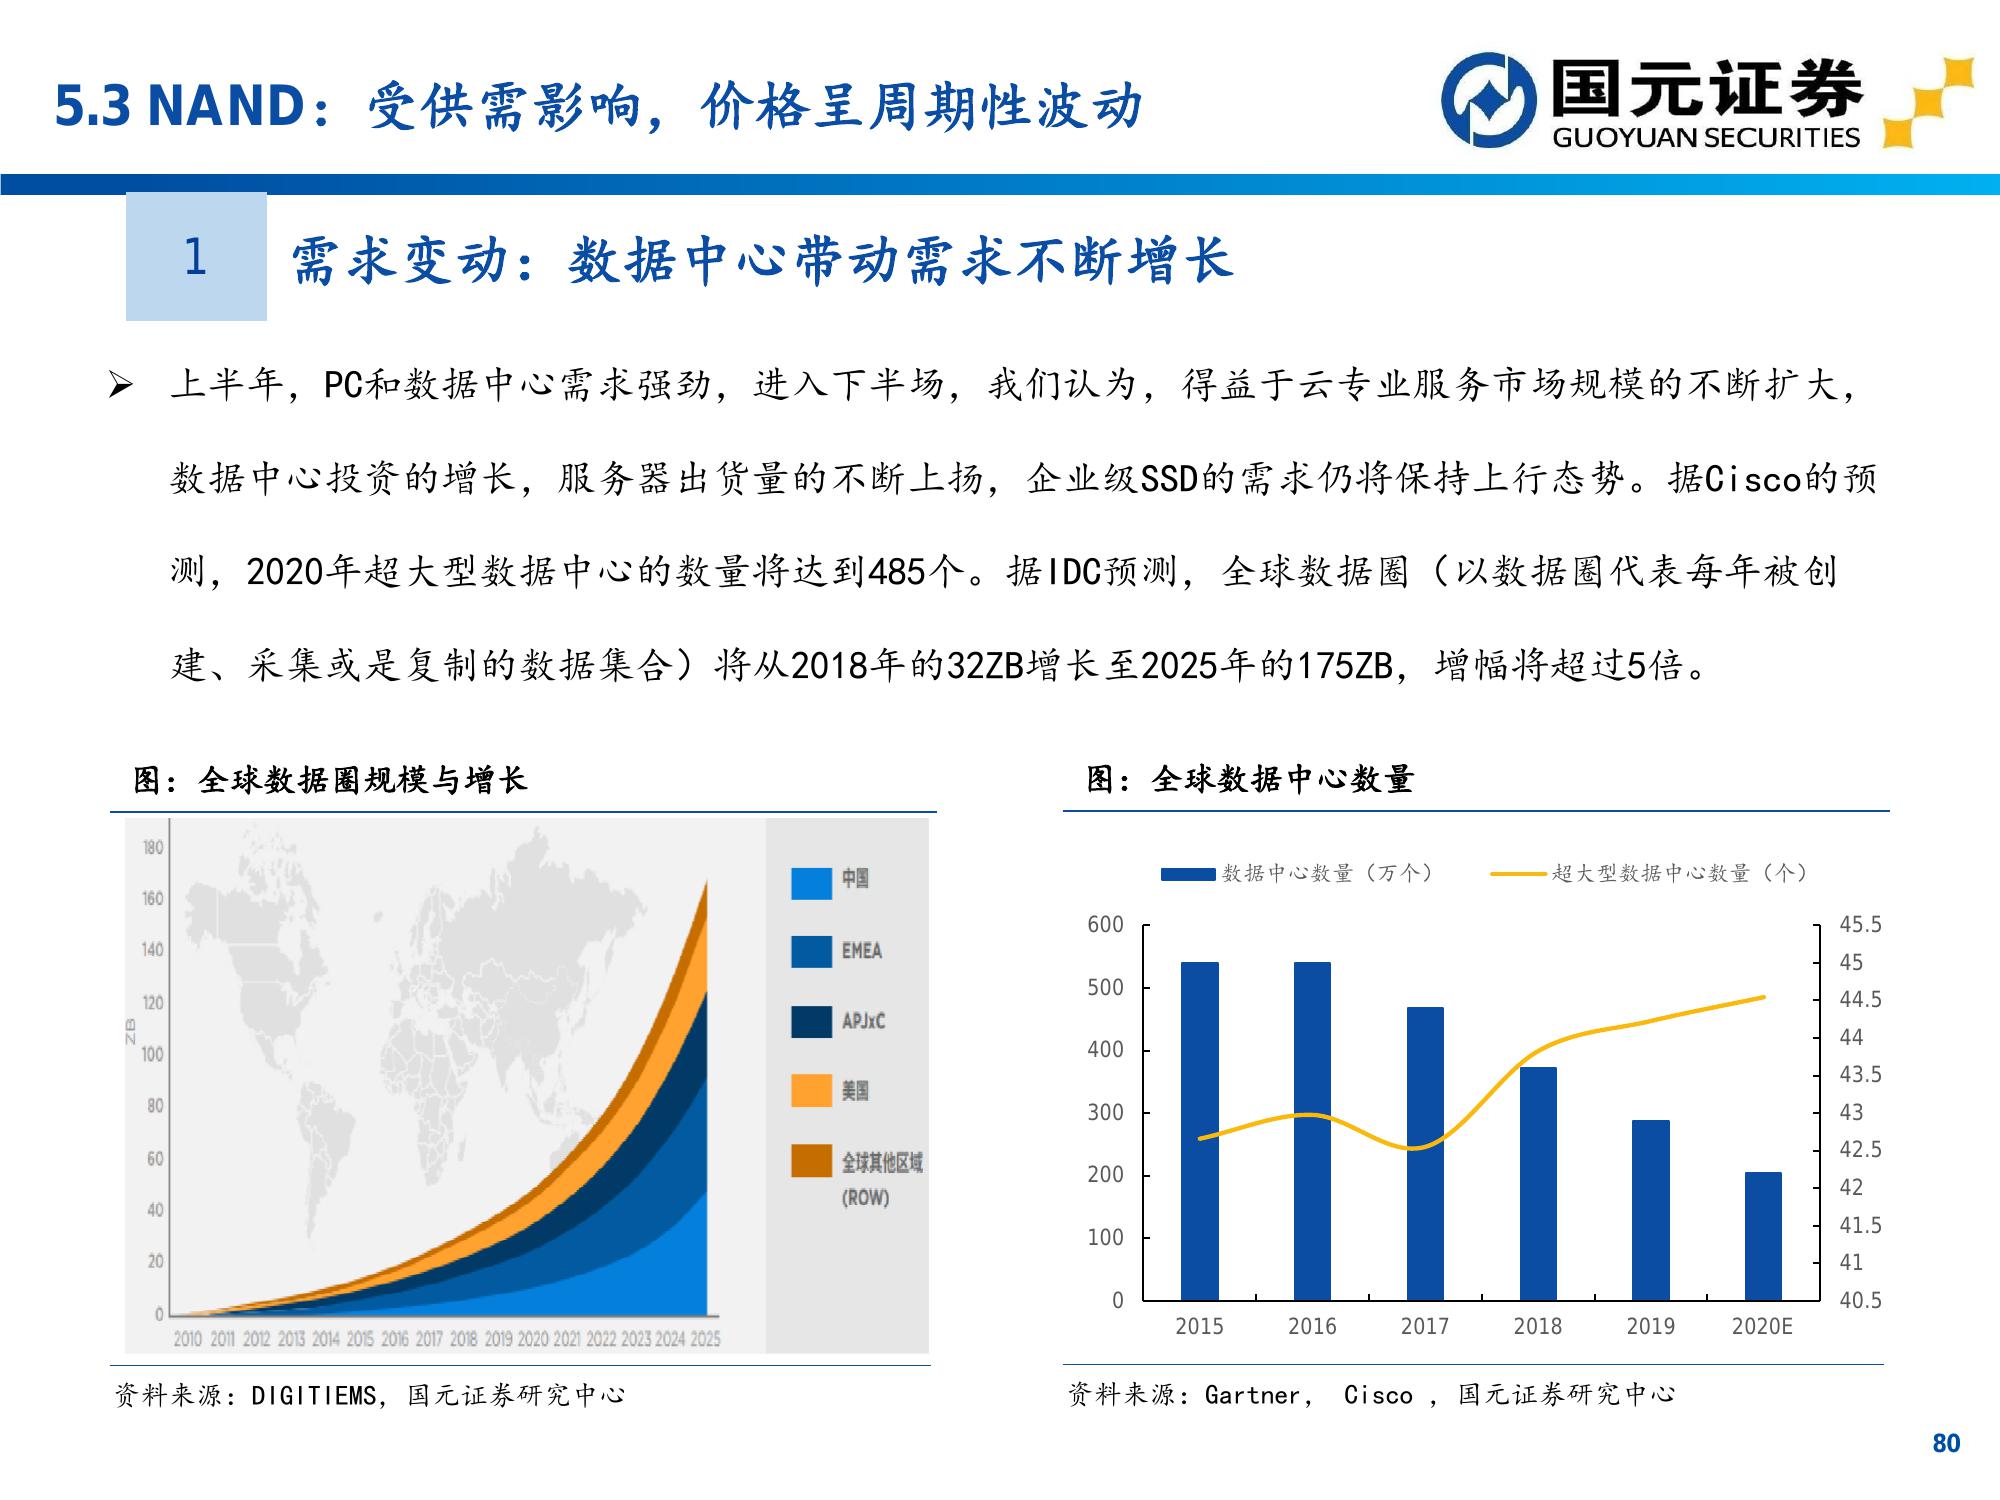 5.3 NAND：受供需影响，价格呈周期性波动
国元证券
GUOYUAN SECURITIES
1
需求变动：数据中心带动需求不断增长
➢ 上半年，PC和数据中心需求强劲，进入下半场，我们认为，得益于云专业服务市场规模的不断扩大，
数据中心投资的增长，服务器出货量的不断上扬，企业级SSD的需求仍将保持上行态势。据Cisco的预
测，2020年超大型数据中心的数量将达到485个。据IDC预测，全球数据圈（以数据圈代表每年被创
建、采集或是复制的数据集合）将从2018年的32ZB增长至2025年的175ZB，增幅将超过5倍。
图：全球数据圈规模与增长
180
160
140
120
100
80
60
40
20
0
ZB
2010 2011 2012 2013 2014 2015 2016 2017 2018 2019 2020 2021 2022 2023 2024 2025
中国
EMEA
APJxC
美国
全球其他区域
(ROW)
资料来源：DIGITIEMS，国元证券研究中心
图：全球数据中心数量
数据中心数量（万个） 超大型数据中心数量（个）
600
500
400
300
200
100
0
45.5
45
44.5
44
43.5
43
42.5
42
41.5
41
40.5
2015 2016 2017 2018 2019 2020E
资料来源：Gartner， Cisco ，国元证券研究中心
80